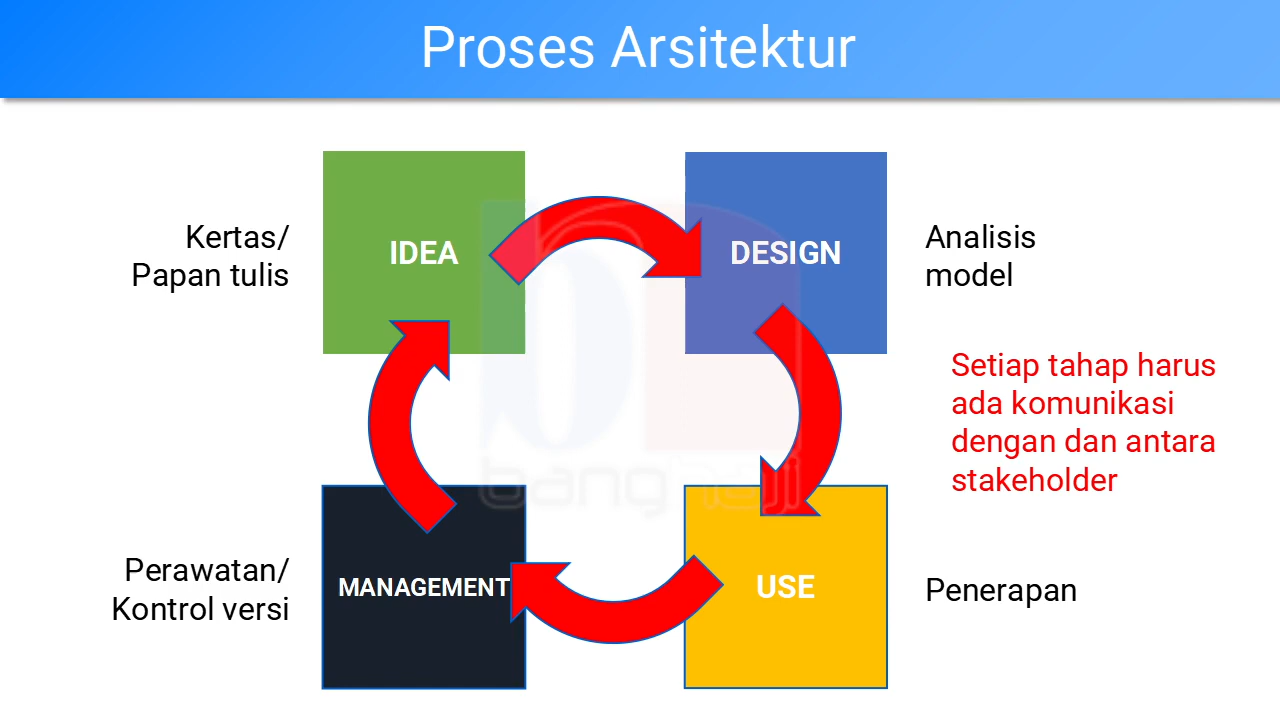 Proses Arsitektur
Kertas/
Papan tulis
IDEA
DESIGN
Analisis
model
Setiap tahap harus
ada komunikasi
dengan dan antara
stakeholder
banghaji
Perawatan/
Kontrol versi
MANAGEMENT
USE
Penerapan